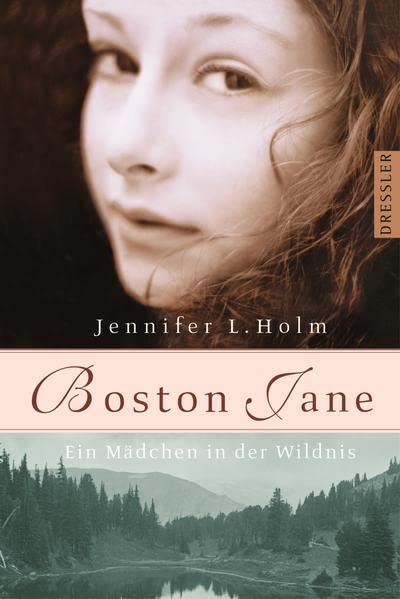 DRESSLER
Jennifer L. Holm
Boston Jane
Ein Mädchen in der Wildnis